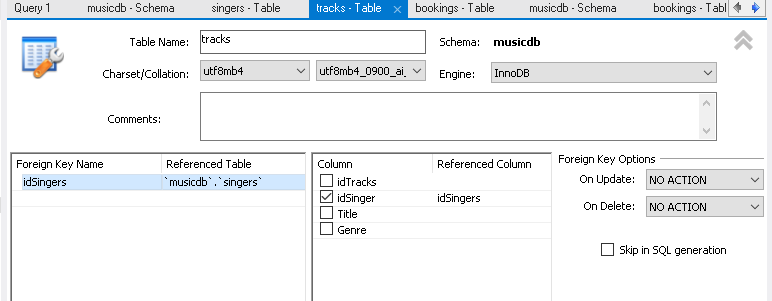 Query 1 musicdb - Schema singers - Table tracks - Table × bookings - Table musicdb - Schema bookings - Tabl
Table Name: tracks Schema: musicdb
Charset/Collation: utf8mb4 utf8mb4_0900_ai_ Engine: InnoDB
Comments:
Foreign Key Name Referenced Table Column Referenced Column Foreign Key Options
idSingers `musicdb`.`singers` idTracks On Update: NO ACTION
idSinger idSingers
Title On Delete: NO ACTION
Genre
Skip in SQL generation